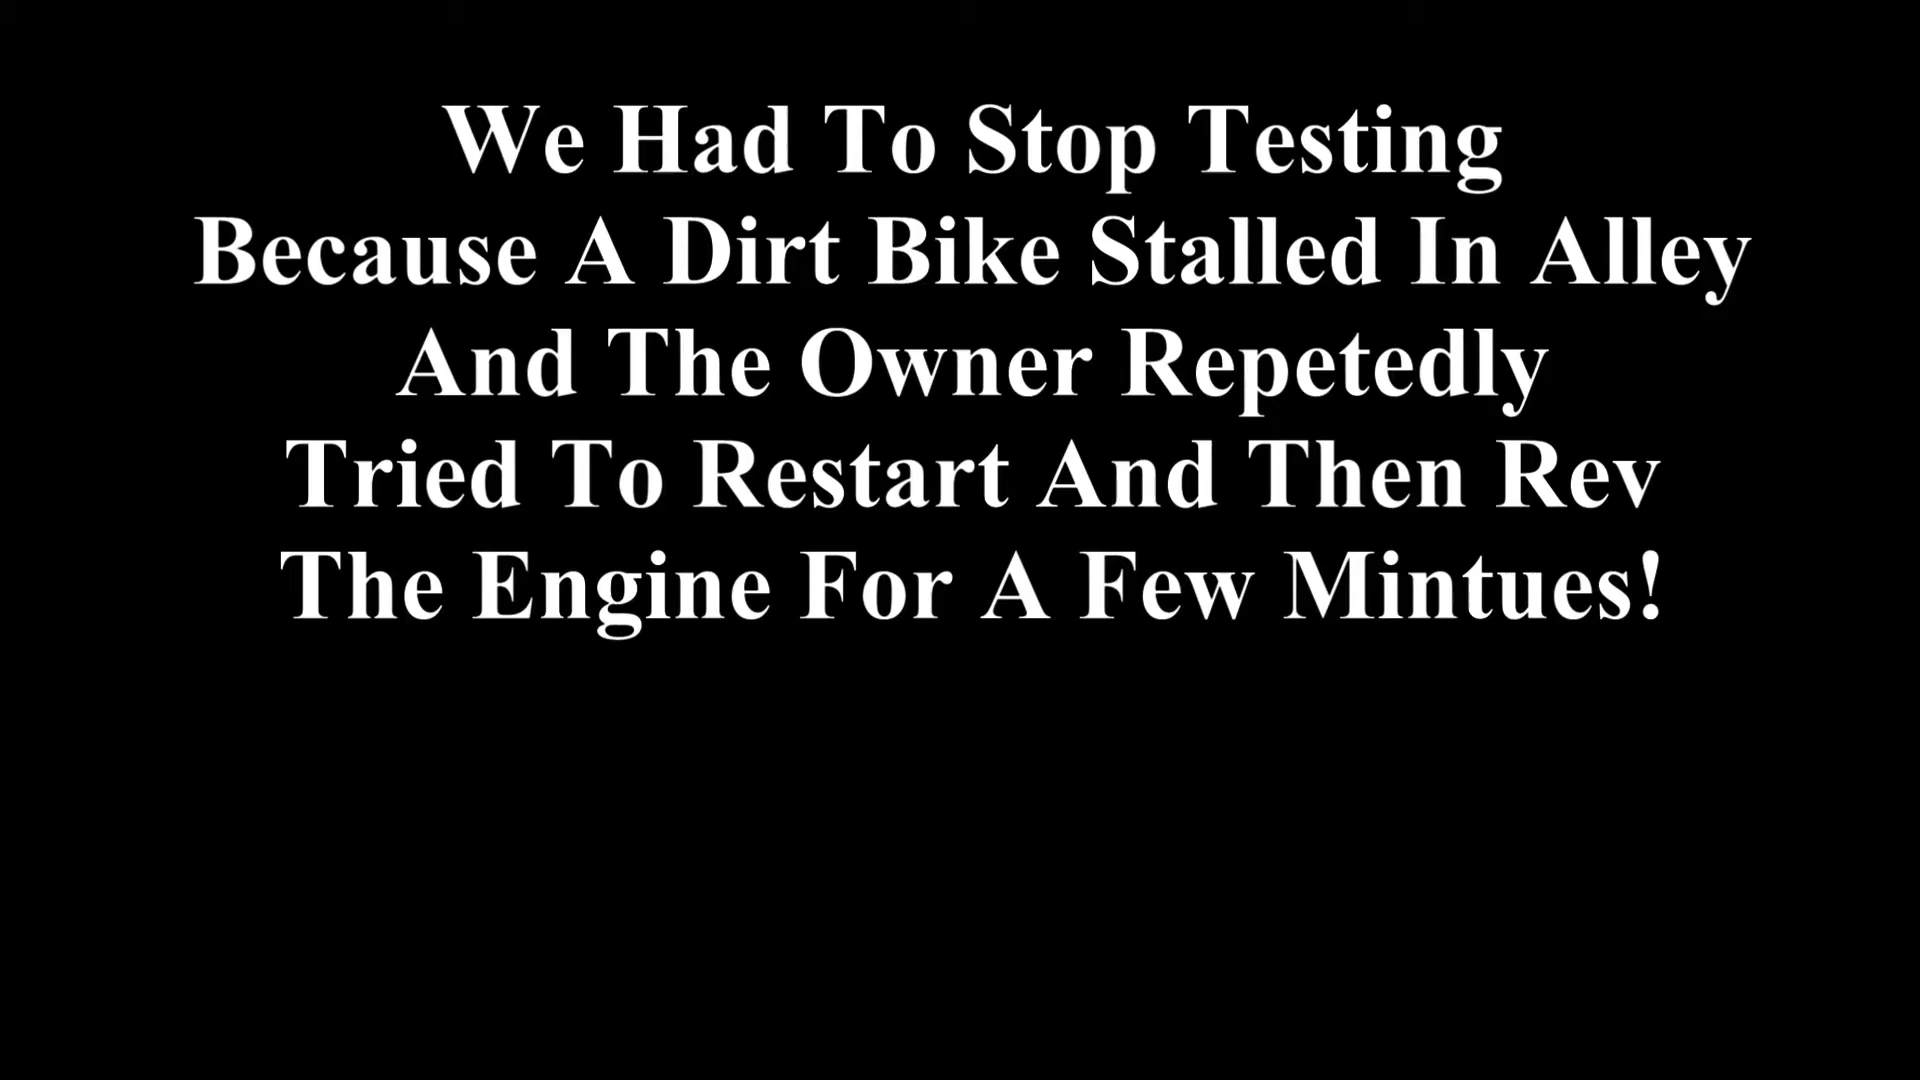 We Had To Stop Testing
Because A Dirt Bike Stalled In Alley
And The Owner Repetedly
Tried To Restart And Then Rev
The Engine For A Few Mintues!